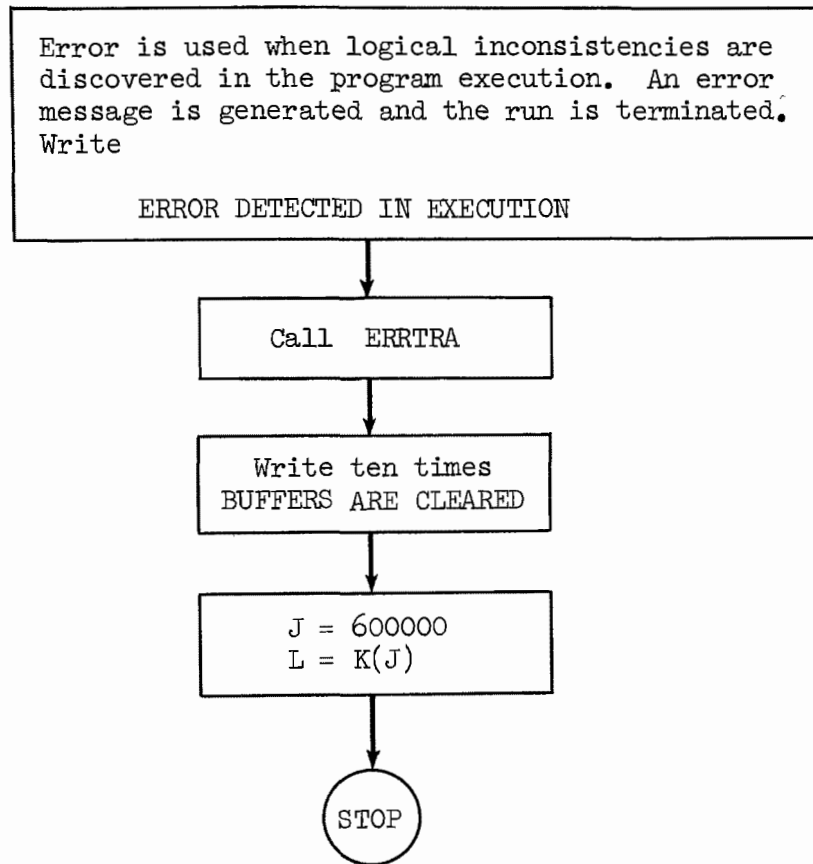 Error is used when logical inconsistencies are
discovered in the program execution. An error
message is generated and the run is terminated.
Write
ERROR DETECTED IN EXECUTION
Call ERRTRA
Write ten times
BUFFERS ARE CLEARED
J = 600000
L = K(J)
STOP